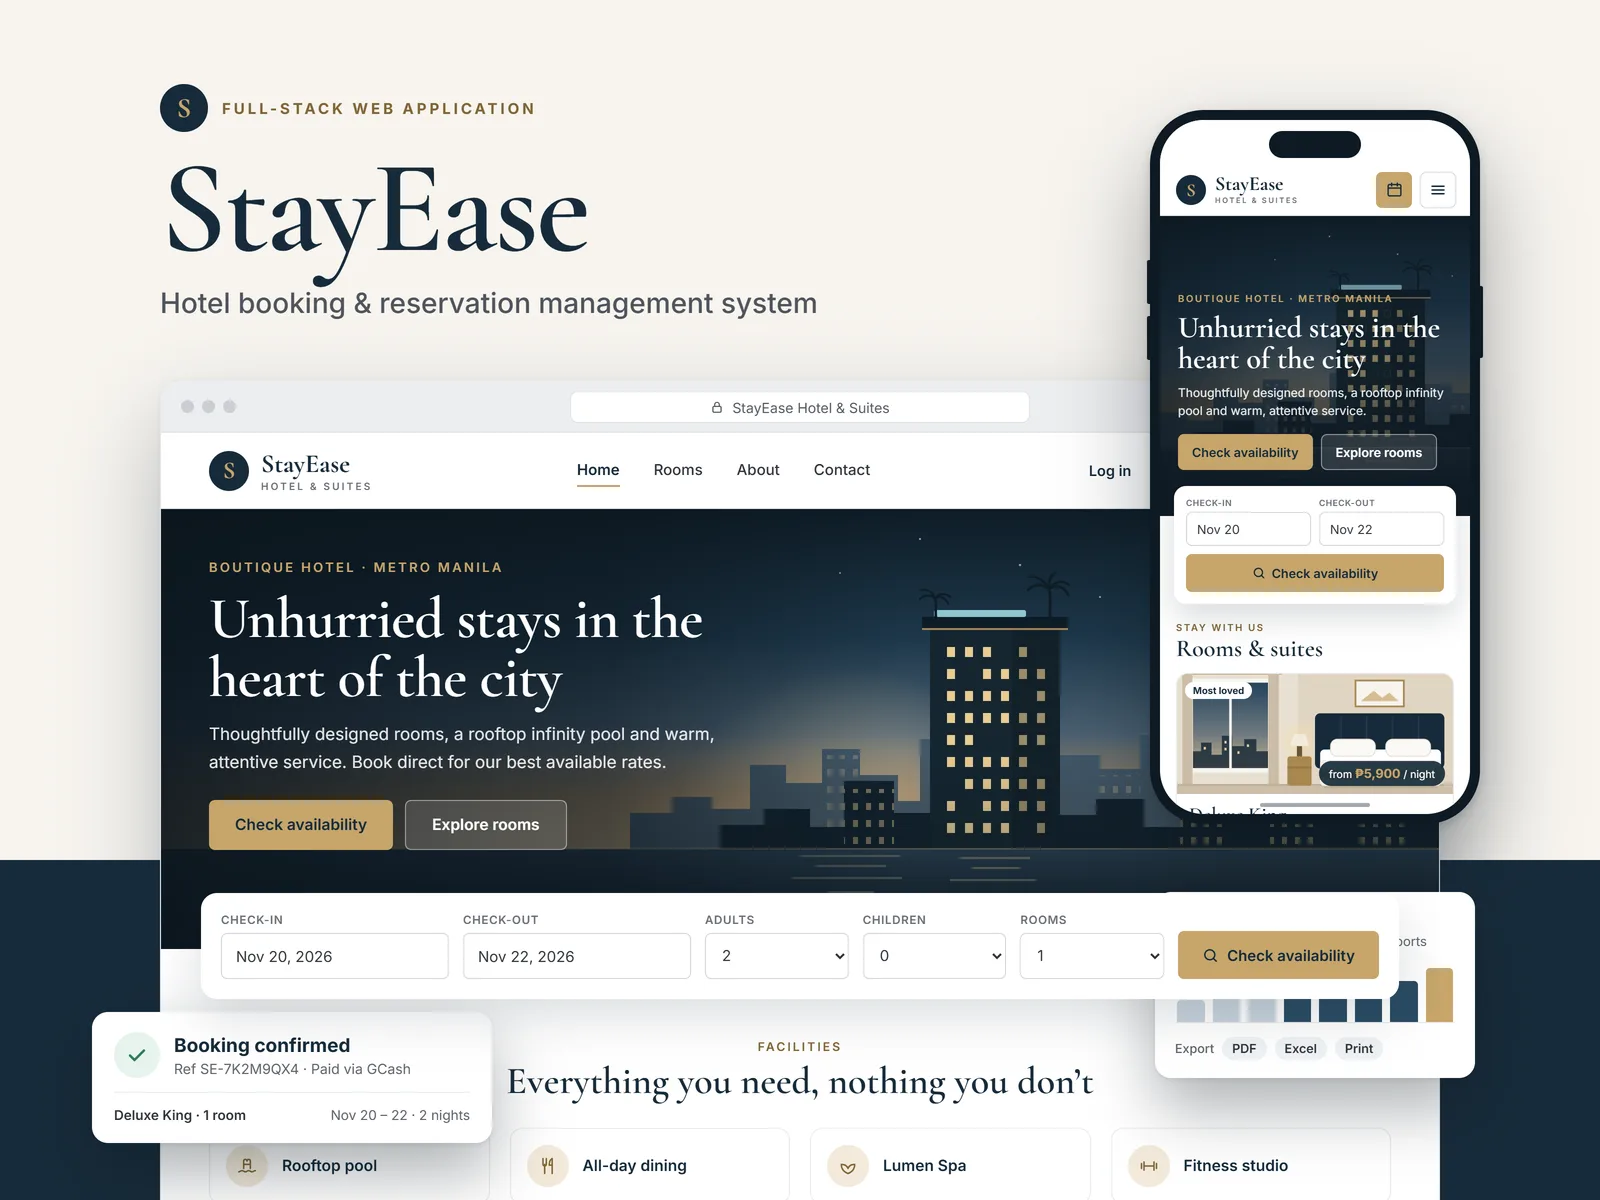 S
FULL-STACK WEB APPLICATION
StayEase
Hotel booking & reservation management system
StayEase Hotel & Suites
S
StayEase
HOTEL & SUITES
Home
Rooms
About
Contact
Log in
BOUTIQUE HOTEL · METRO MANILA
Unhurried stays in the
heart of the city
Thoughtfully designed rooms, a rooftop infinity pool and warm,
attentive service. Book direct for our best available rates.
Check availability
Explore rooms
CHECK-IN
CHECK-OUT
ADULTS
CHILDREN
ROOMS
Nov 20, 2026
Nov 22, 2026
2
0
1
Check availability
S
StayEase
HOTEL & SUITES
BOUTIQUE HOTEL · METRO MANILA
Unhurried stays in the
heart of the city
Thoughtfully designed rooms, a rooftop infinity
pool and warm, attentive service.
Check availability
Explore rooms
CHECK-IN
CHECK-OUT
Nov 20
Nov 22
Check availability
STAY WITH US
Rooms & suites
Most loved
from ₱5,900 / night
Deluxe King
Export
PDF
Excel
Print
Booking confirmed
Ref SE-7K2M9QX4 · Paid via GCash
Deluxe King · 1 room
Nov 20 – 22 · 2 nights
FACILITIES
Everything you need, nothing you don’t
Rooftop pool
All-day dining
Lumen Spa
Fitness studio